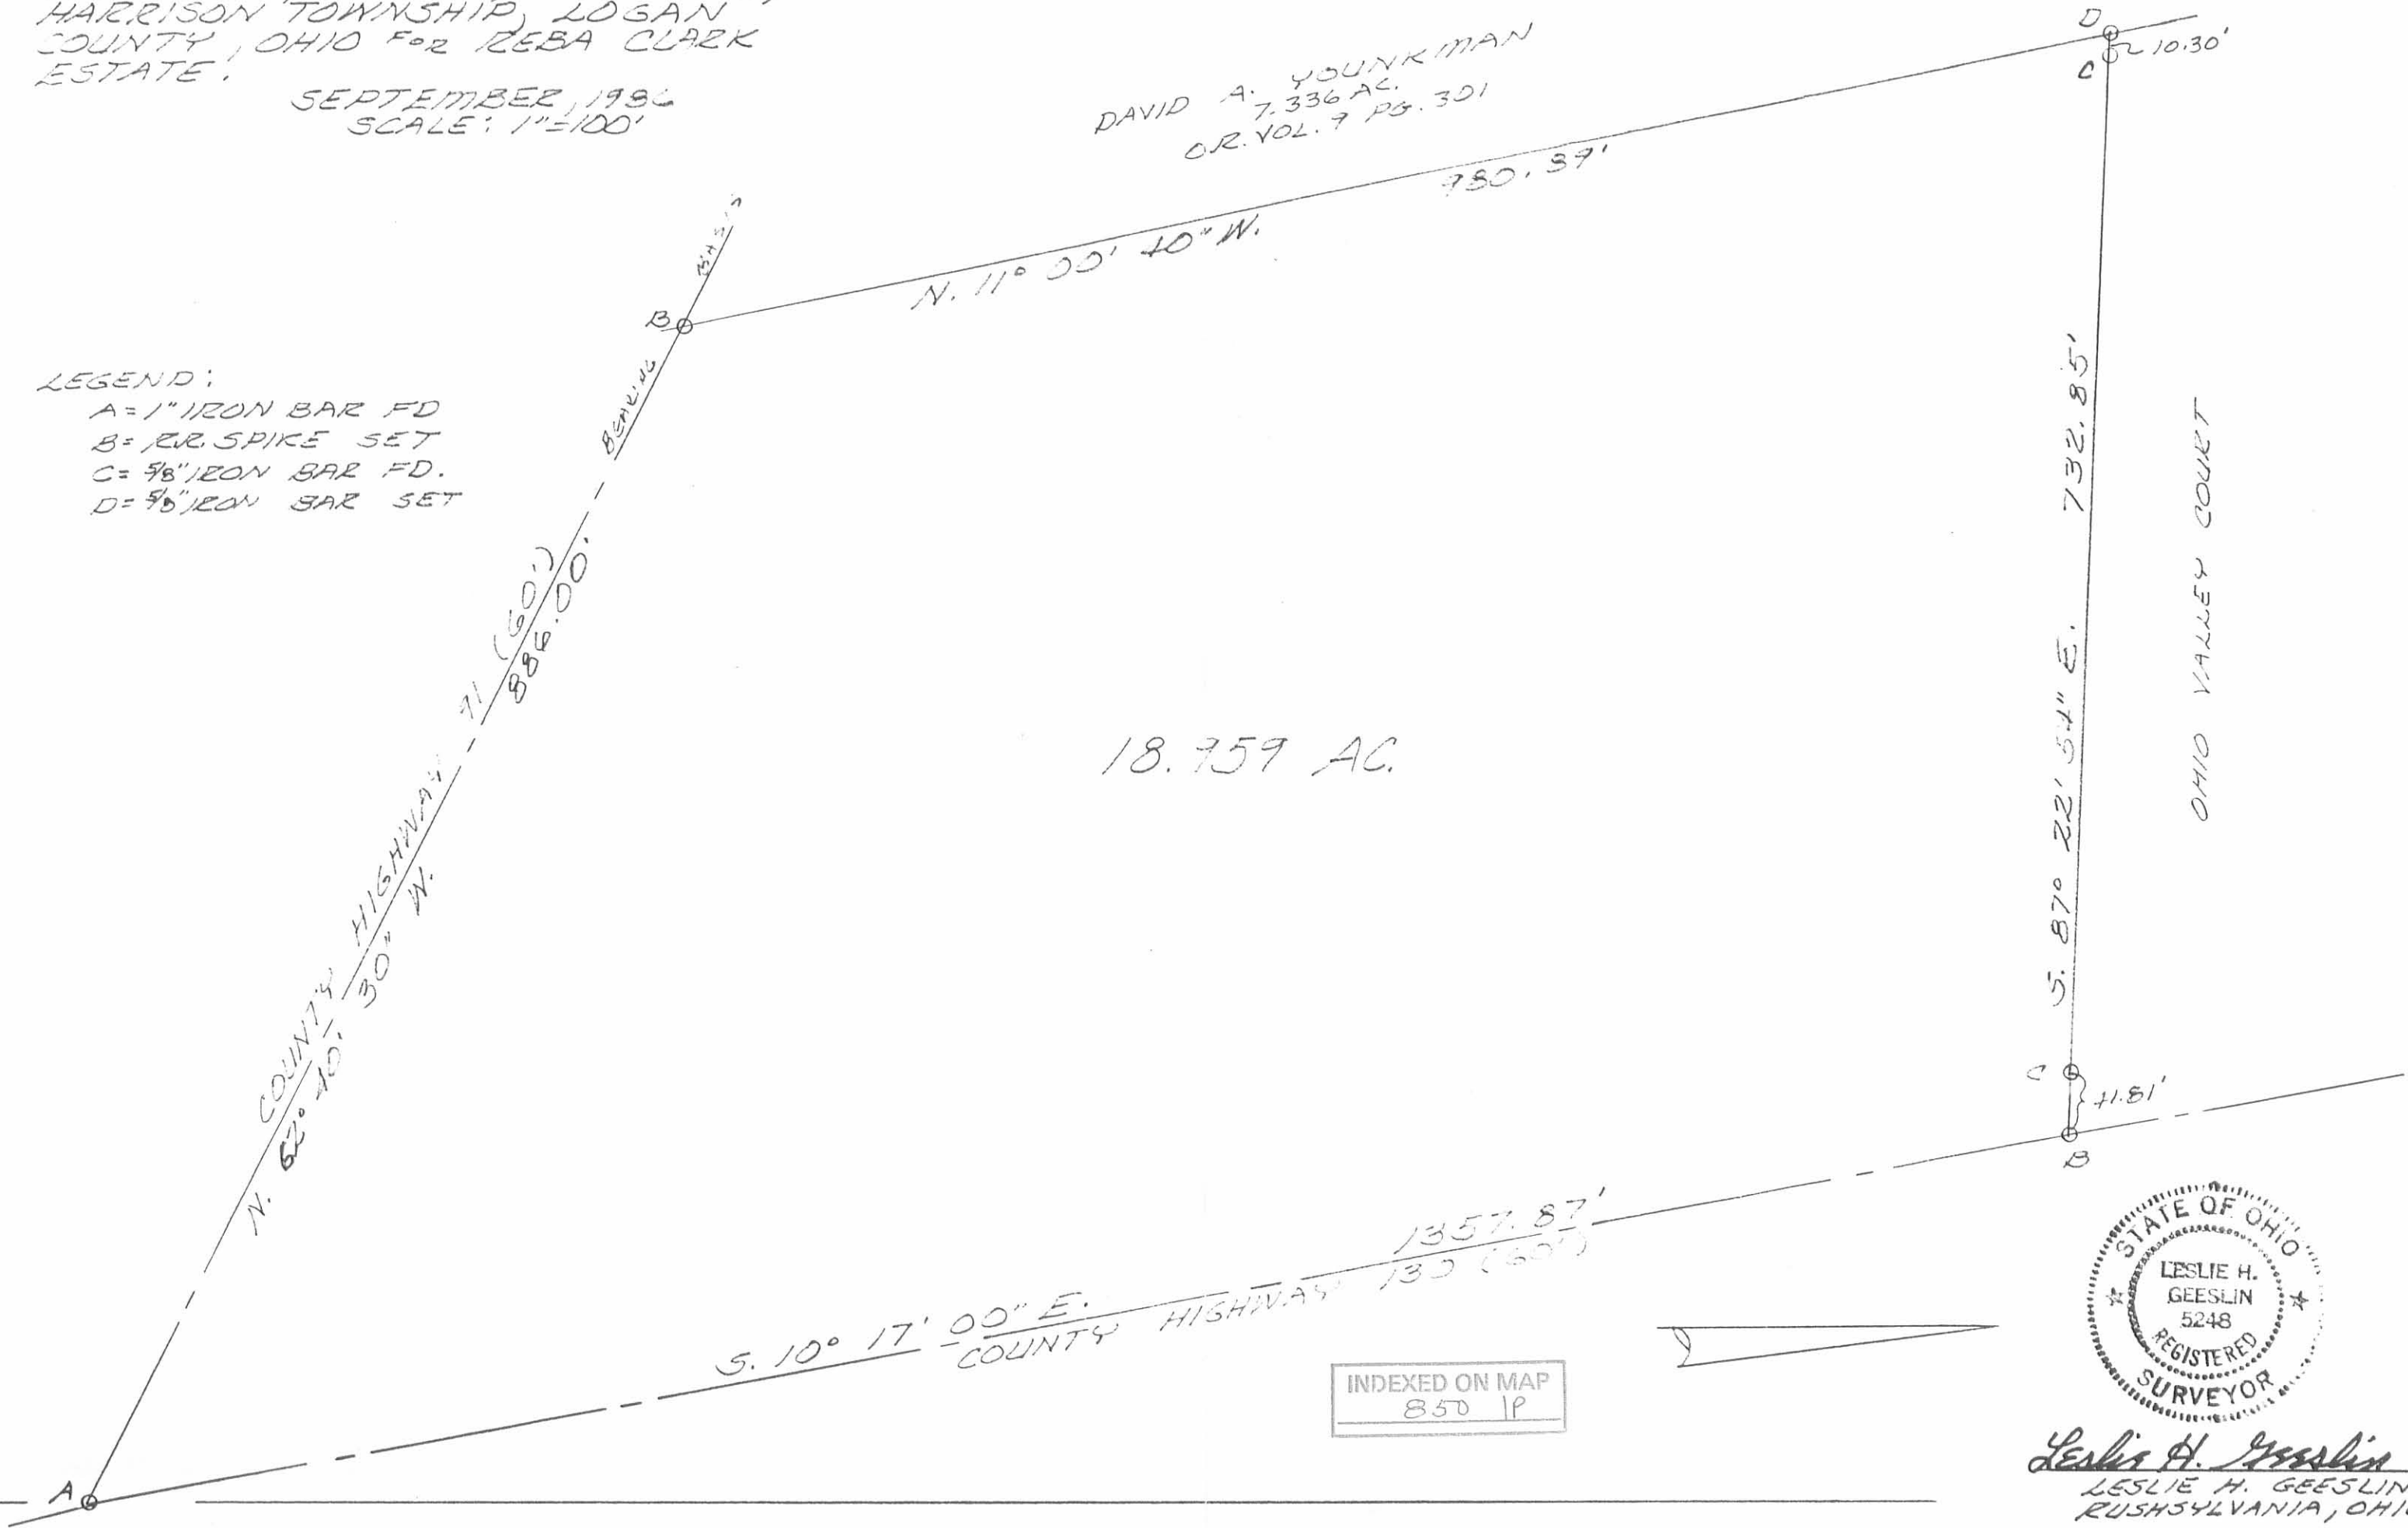 HARRISON TOWNSHIP, LOGAN
COUNTY, OHIO FOR REBA CLARK
ESTATE.
SEPTEMBER, 1986
SCALE: 1"=100'
DAVID A. YOUNKMAN
7.336 AC.
O.R. VOL. 9 PG. 301
N. 11° 00' 40" W. 980.39'
D
C
10.30'
B
BEARING BASIS
LEGEND:
A = 1" IRON BAR FD
B = R.R. SPIKE SET
C = 5/8" IRON BAR FD.
D = 5/8" IRON BAR SET
COUNTY HIGHWAY 91 (60')
N. 62° 40' 30" W. 886.00'
18.959 AC.
S. 87° 22' 54" E. 732.85'
OHIO VALLEY COURT
C
41.81'
B
S. 10° 17' 00" E. 1357.87'
COUNTY HIGHWAY 130 (60')
A
INDEXED ON MAP
850 IP
STATE OF OHIO
LESLIE H.
GEESLIN
5248
REGISTERED
SURVEYOR
Leslie H. Geeslin
LESLIE H. GEESLIN
RUSHSYLVANIA, OHI